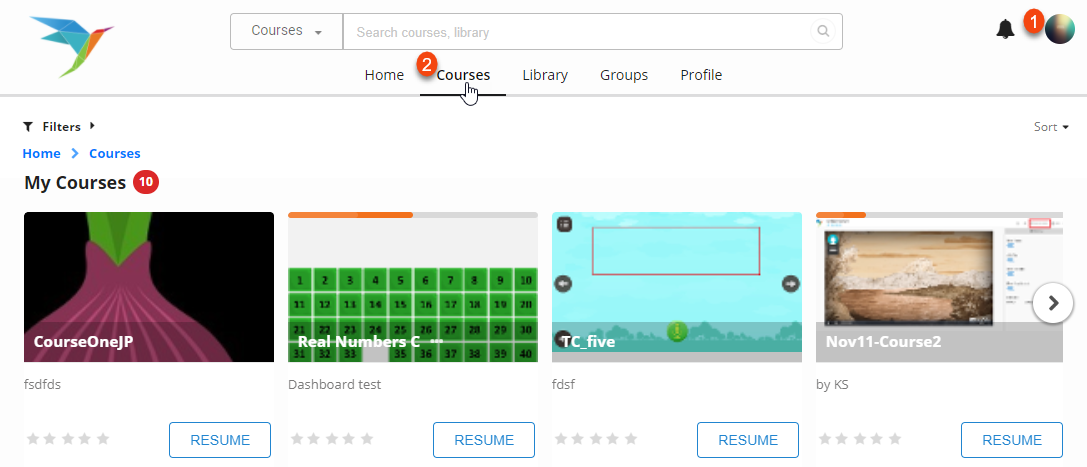 Courses
Search courses, library
1
2
Home Courses Library Groups Profile
Filters Sort
Home Courses
My Courses 10
1 2 3 4 5 6 7 8 9 10
11 12 13 14 15 16 17 18 19 20
21 22 23 24 25 26 27 28 29 30
31 32 33 35 36 37 38 39 40
CourseOneJP Real Numbers C ... TC_five Nov11-Course2
fsdfds Dashboard test fdsf by KS
RESUME RESUME RESUME RESUME